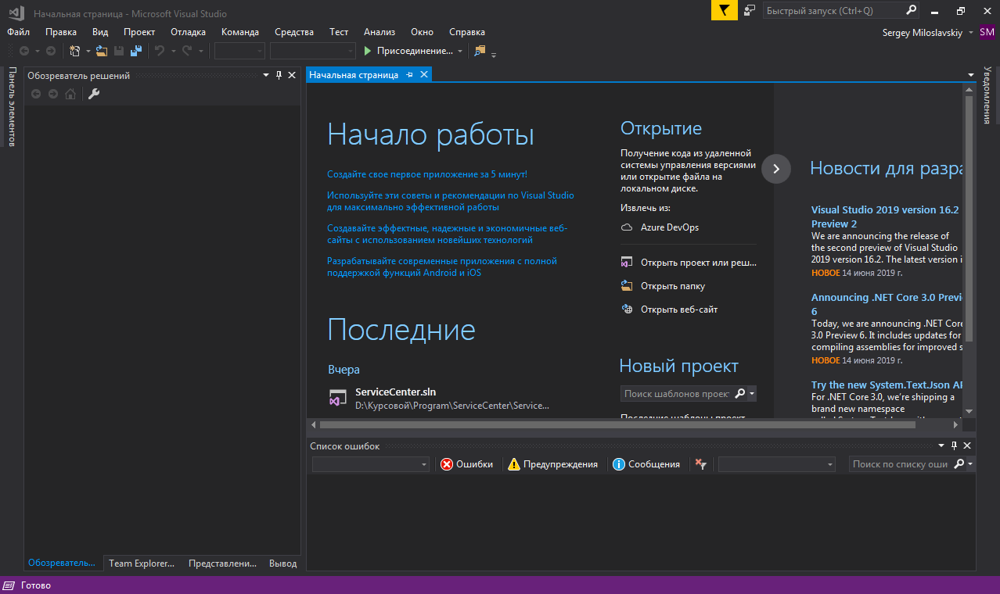 Начальная страница - Microsoft Visual Studio
Быстрый запуск (Ctrl+Q)
Файл Правка Вид Проект Отладка Команда Средства Тест Анализ Окно Справка
Sergey Miloslavskiy SM
Присоединение...
Панель элементов
Обозреватель решений
Начальная страница
Уведомления
Начало работы
Создайте свое первое приложение за 5 минут!
Используйте эти советы и рекомендации по Visual Studio
для максимально эффективной работы
Создавайте эффектные, надежные и экономичные веб-
сайты с использованием новейших технологий
Разрабатывайте современные приложения с полной
поддержкой функций Android и iOS
Последние
Вчера
ServiceCenter.sln
D:\Курсовой\Program\ServiceCenter\Service...
Открытие
Получение кода из удаленной
системы управления версиями
или открытие файла на
локальном диске.
Извлечь из:
Azure DevOps
Открыть проект или реш...
Открыть папку
Открыть веб-сайт
Новый проект
Поиск шаблонов проект
Последние шаблоны проект
Новости для разра
Visual Studio 2019 version 16.2
Preview 2
We are announcing the release of
the second preview of Visual Studio
2019 version 16.2. The latest version i
НОВОЕ 14 июня 2019 г.
Announcing .NET Core 3.0 Previ
6
Today, we are announcing .NET Core
3.0 Preview 6. It includes updates for
compiling assemblies for improved s
НОВОЕ 14 июня 2019 г.
Try the new System.Text.Json AP
For .NET Core 3.0, we're shipping a
brand new namespace
Список ошибок
Ошибки
Предупреждения
Сообщения
Поиск по списку оши
Обозреватель...
Team Explorer...
Представлени...
Вывод
Готово